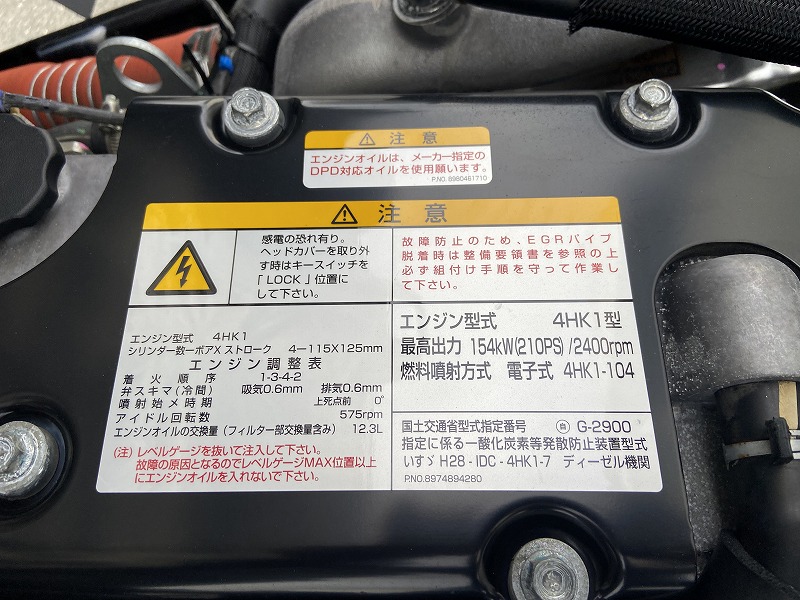 ⚠ 注意
エンジンオイルは、メーカー指定の
DPD対応オイルを使用願います。
P.NO. 8980461710
⚠ 注意
感電の恐れ有り。
ヘッドカバーを取り外
す時はキースイッチを
「LOCK」位置に
して下さい。
故障防止のため、EGRパイプ
脱着時は整備要領書を参照の上
必ず組付け手順を守って作業し
て下さい。
エンジン型式 4HK1
シリンダー数ーボアX ストローク 4ー115X125mm
エンジン調整表
着火順序 1-3-4-2
弁スキマ(冷間) 吸気0.6mm 排気0.6mm
噴射始メ時期 上死点前 0°
アイドル回転数 575rpm
エンジンオイルの交換量(フィルター部交換量含み) 12.3L
(注) レベルゲージを抜いて注入して下さい。
故障の原因となるのでレベルゲージMAX位置以上
にエンジンオイルを入れないで下さい。
エンジン型式 4HK1型
最高出力 154kW(210PS) /2400rpm
燃料噴射方式 電子式 4HK1-104
国土交通省型式指定番号 ㊐ G-2900
指定に係る一酸化炭素等発散防止装置型式
いすゞ H28 - IDC - 4HK1-7 ディーゼル機関
P.NO. 8974894280